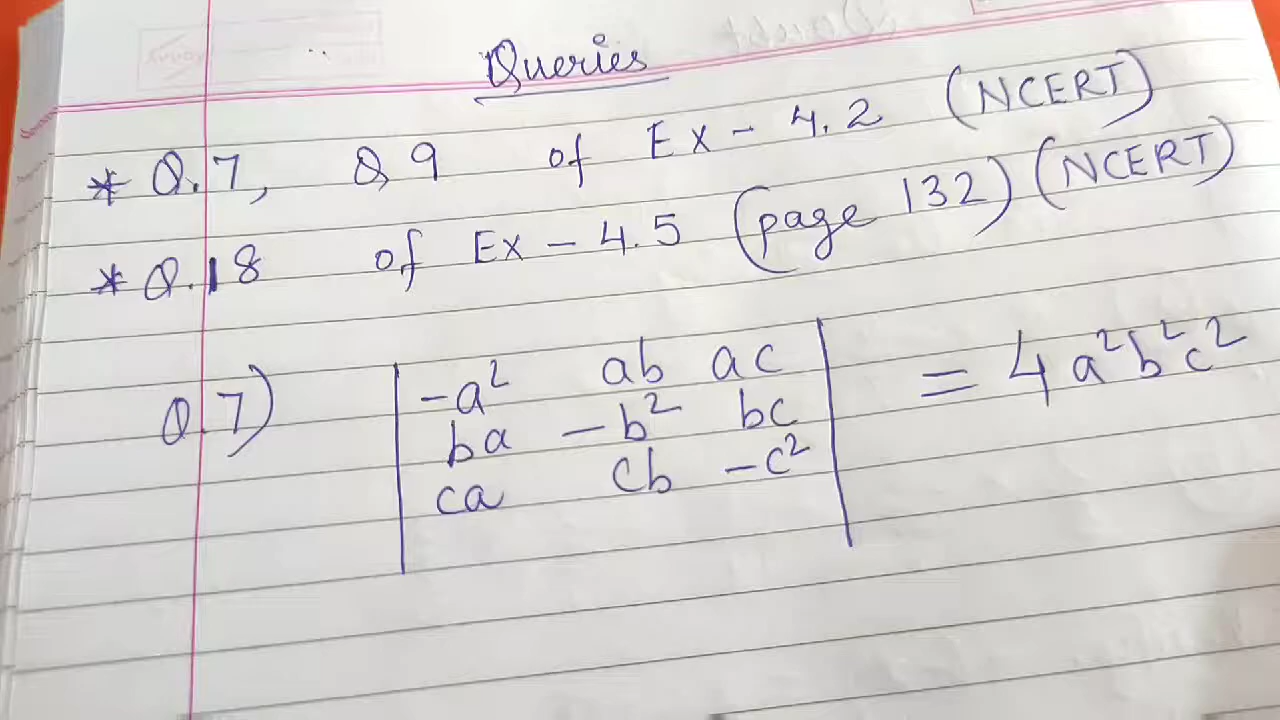 Queries
* Q.7, Q9 of Ex - 4.2 (NCERT)
* Q.18 of Ex - 4.5 (page 132) (NCERT)
Q.7) | -a² ab ac | = 4a²b²c²
| ba -b² bc |
| ca cb -c² |